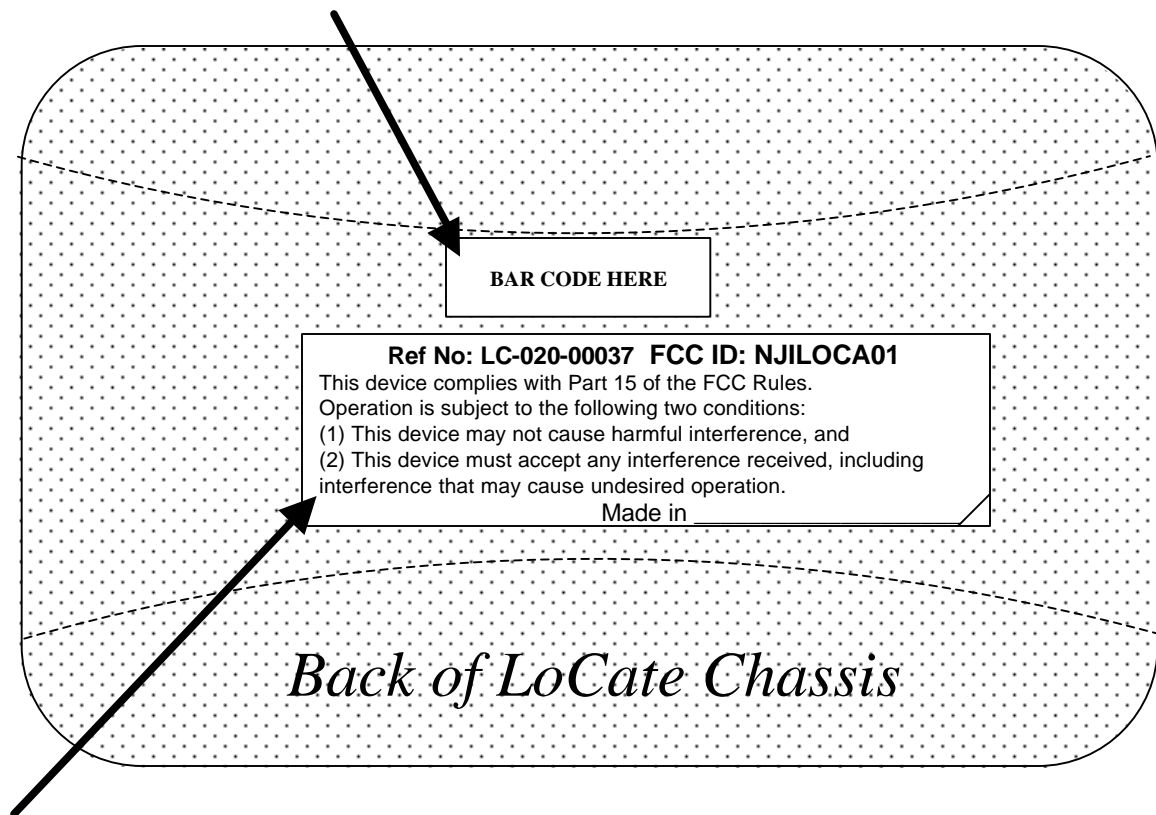 BAR CODE HERE
Ref No: LC-020-00037 FCC ID: NJILOCA01
This device complies with Part 15 of the FCC Rules.
Operation is subject to the following two conditions:
(1) This device may not cause harmful interference, and
(2) This device must accept any interference received, including
interference that may cause undesired operation.
Made in ____________________
Back of LoCate Chassis